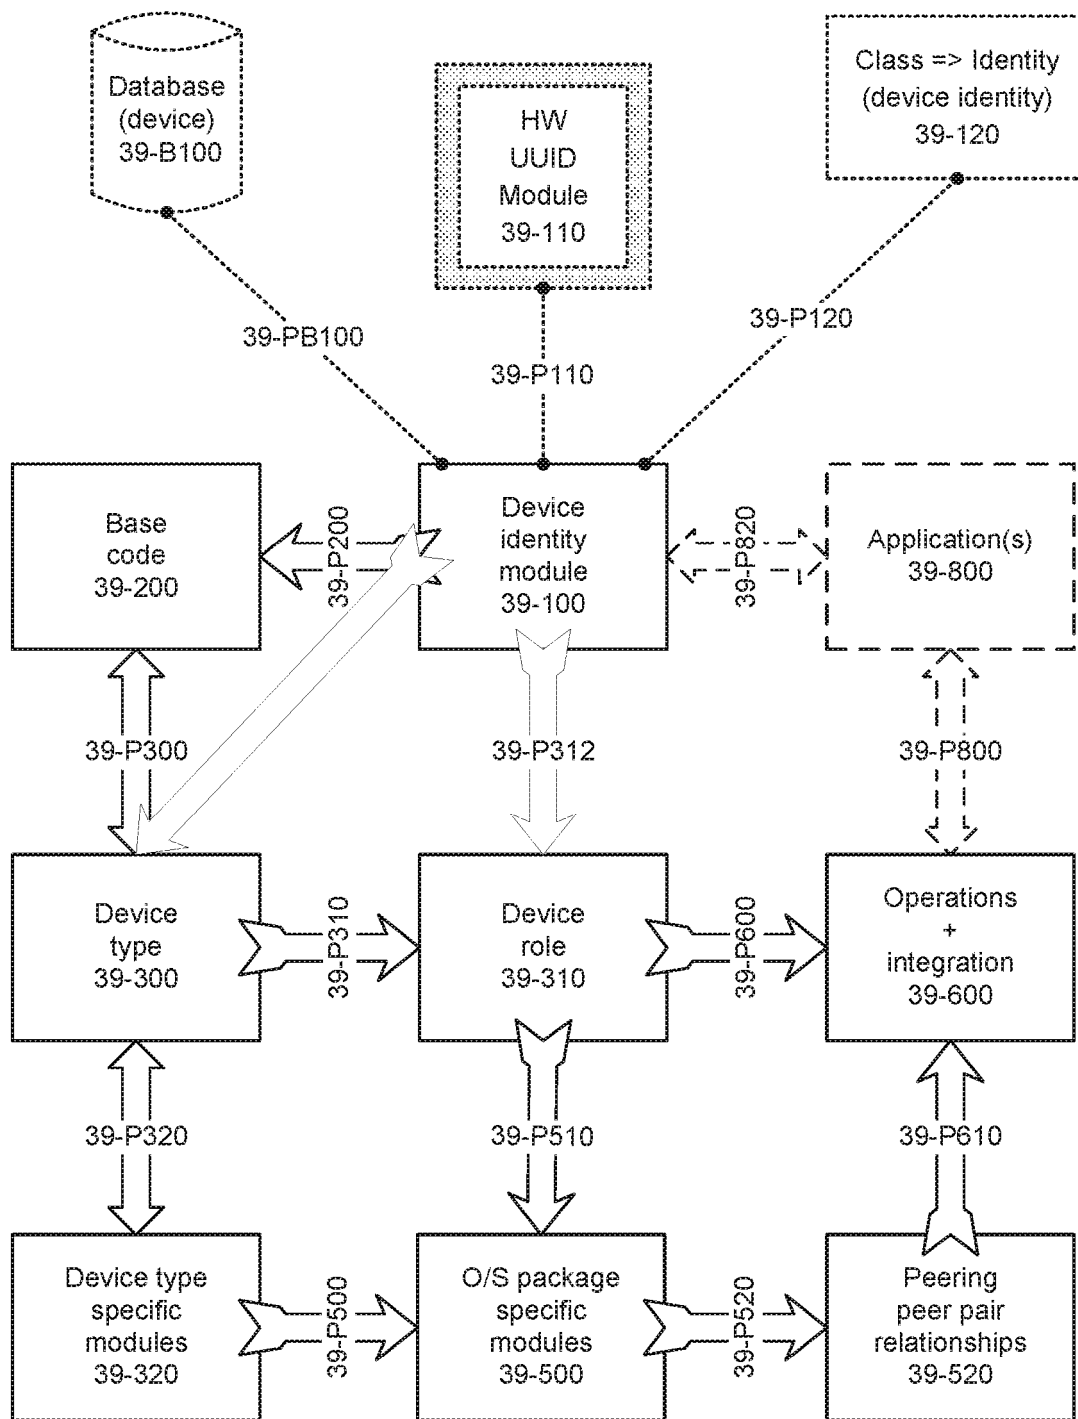 Database
(device)
39-B100
HW
UUID
Module
39-110
Class => Identity
(device identity)
39-120
39-PB100
39-P110
39-P120
Base
code
39-200
39-P200
Device
identity
module
39-100
39-P820
Application(s)
39-800
39-P300
39-P312
39-P800
Device
type
39-300
39-P310
Device
role
39-310
39-P600
Operations
+
integration
39-600
39-P320
39-P510
39-P610
Device type
specific
modules
39-320
39-P500
O/S package
specific
modules
39-500
39-P520
Peering
peer pair
relationships
39-520